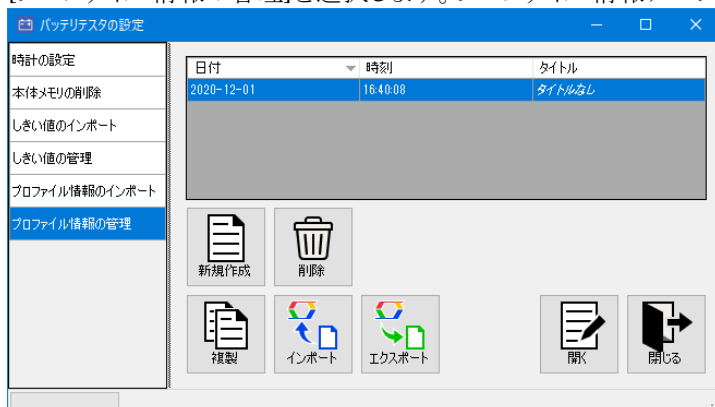 バッテリテスタの設定
時計の設定
本体メモリの削除
しきい値のインポート
しきい値の管理
プロファイル情報のインポート
プロファイル情報の管理
日付 時刻 タイトル
2020-12-01 16:40:08 タイトルなし
新規作成 削除
複製 インポート エクスポート 開く 閉じる